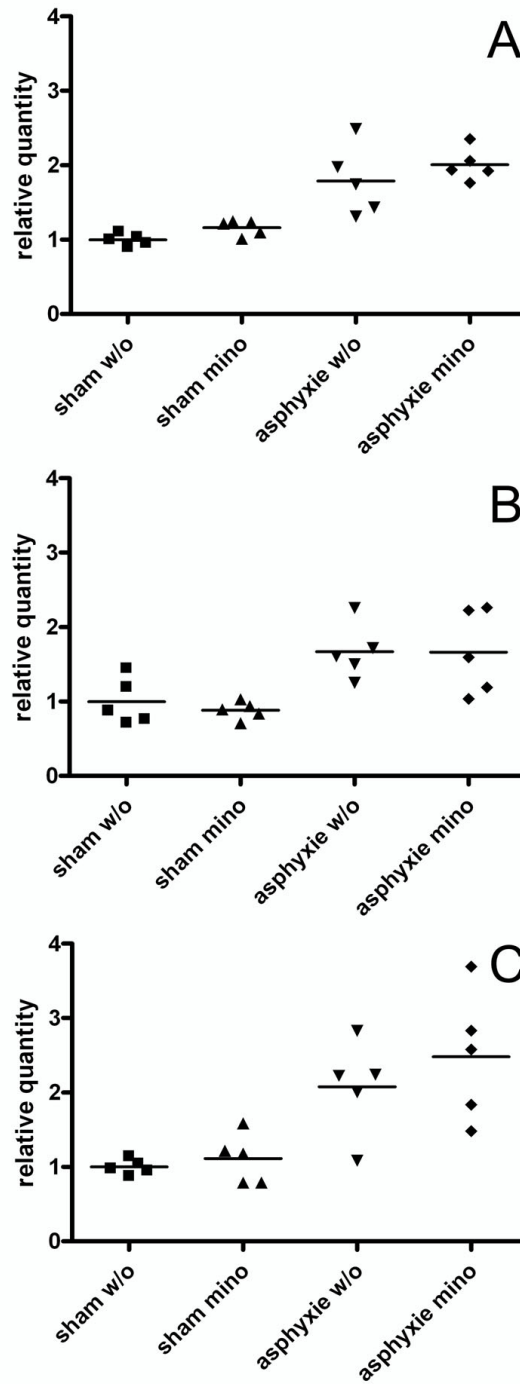 A
4
3
2
1
0
relative quantity
sham w/o
sham mino
asphyxie w/o
asphyxie mino
B
4
3
2
1
0
relative quantity
sham w/o
sham mino
asphyxie w/o
asphyxie mino
C
4
3
2
1
0
relative quantity
sham w/o
sham mino
asphyxie w/o
asphyxie mino